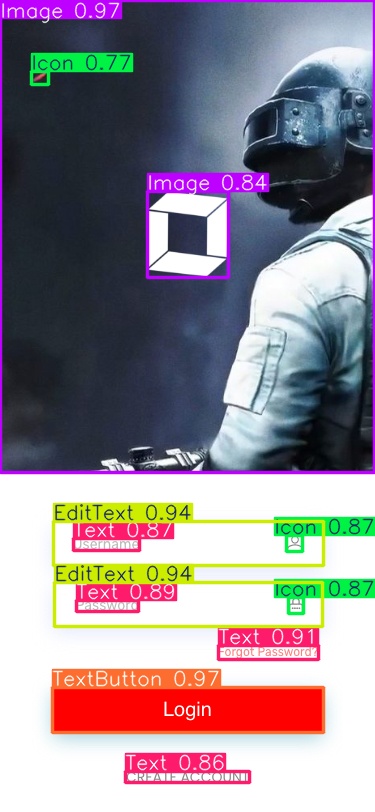 Image 0.97
Icon 0.77
Image 0.84
EditText 0.94
Text 0.87
Icon 0.87
Username
EditText 0.94
Text 0.89
Icon 0.87
Password
Text 0.91
Forgot Password?
TextButton 0.97
Login
Text 0.86
CREATE ACCOUNT